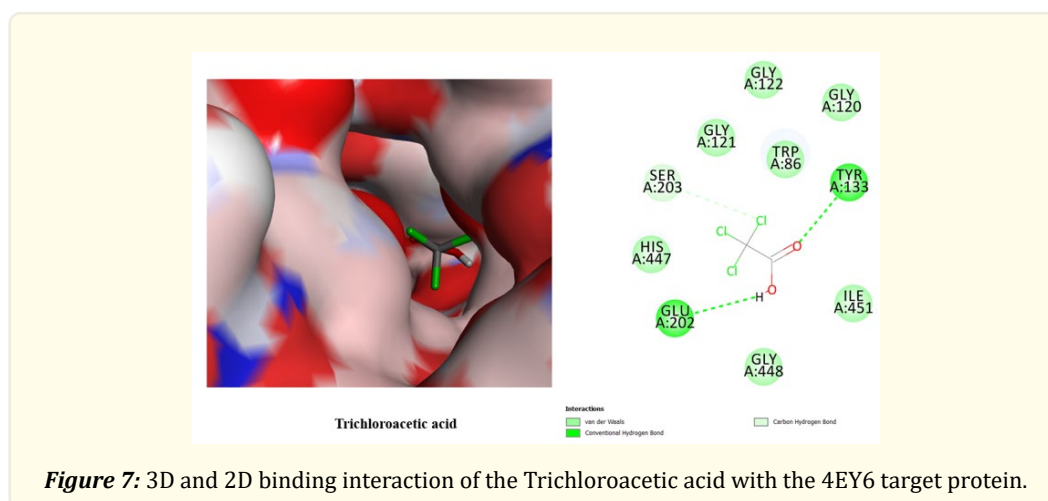 GLY
A:122
GLY
A:120
GLY
A:121
TRP
A:86
SER
A:203
TYR
A:133
Cl
Cl
O
Cl
HIS
A:447
H
O
GLU
A:202
ILE
A:451
GLY
A:448
Trichloroacetic acid
Interactions
van der Waals
Conventional Hydrogen Bond
Carbon Hydrogen Bond
Figure 7: 3D and 2D binding interaction of the Trichloroacetic acid with the 4EY6 target protein.